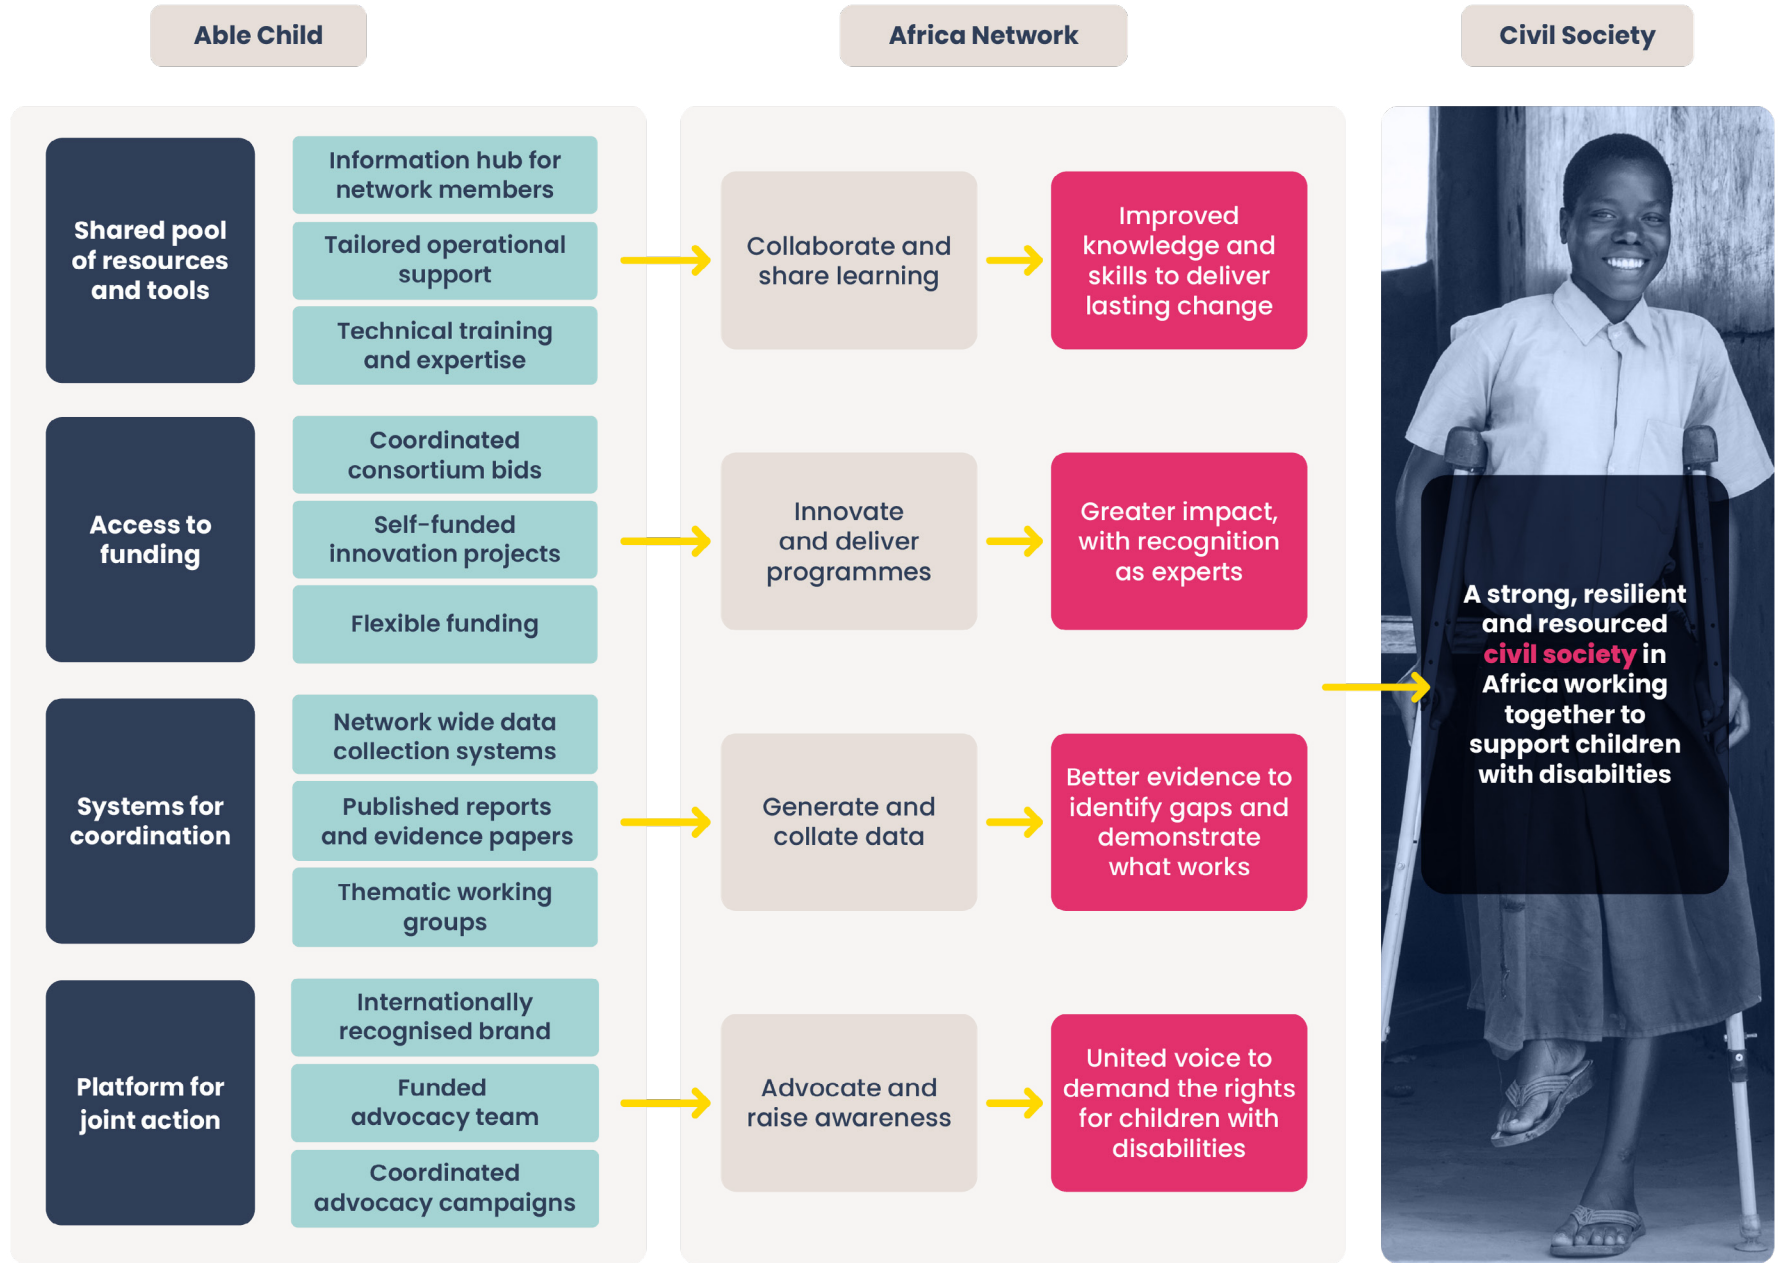 Able Child
Africa Network
Civil Society
Shared pool
of resources
and tools
Information hub for
network members
Tailored operational
support
Technical training
and expertise
Collaborate and
share learning
Improved
knowledge and
skills to deliver
lasting change
Access to
funding
Coordinated
consortium bids
Self-funded
innovation projects
Flexible funding
Innovate
and deliver
programmes
Greater impact,
with recognition
as experts
Systems for
coordination
Network wide data
collection systems
Published reports
and evidence papers
Thematic working
groups
Generate and
collate data
Better evidence to
identify gaps and
demonstrate
what works
Platform for
joint action
Internationally
recognised brand
Funded
advocacy team
Coordinated
advocacy campaigns
Advocate and
raise awareness
United voice to
demand the rights
for children with
disabilities
A strong, resilient
and resourced
civil society in
Africa working
together to
support children
with disabilties